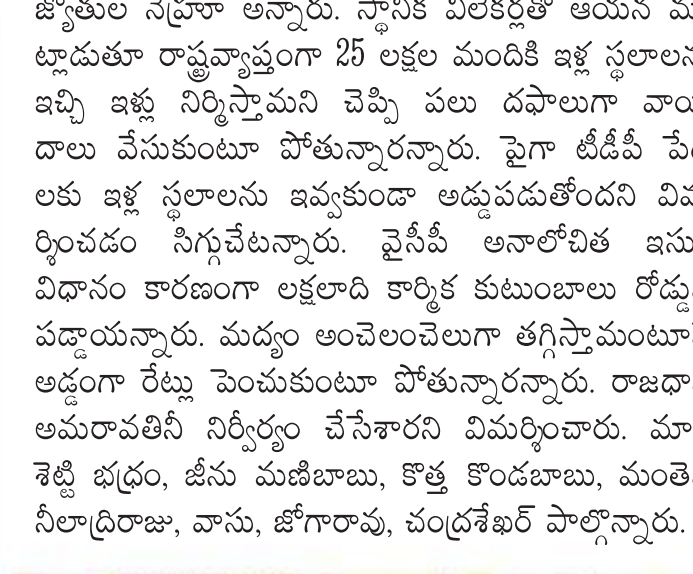 జ్యోతుల నెహ్రూ అన్నారు. స్థానిక విలేకర్లతో ఆయన మ
ట్లాడుతూ రాష్ట్రవ్యాప్తంగా 25 లక్షల మందికి ఇళ్ల స్థలాలన
ఇచ్చి ఇళ్లు నిర్మిస్తామని చెప్పి పలు దఫాలుగా వాయ
దాలు వేసుకుంటూ పోతున్నారన్నారు. పైగా టీడీపీ పే
లకు ఇళ్ల స్థలాలను ఇవ్వకుండా అడ్డుపడుతోందని విమ
ర్శించడం సిగ్గుచేటన్నారు. వైసీపీ అనాలోచిత ఇసు
విధానం కారణంగా లక్షలాది కార్మిక కుటుంబాలు రోడ్డు
పడ్డాయన్నారు. మద్యం అంచెలంచెలుగా తగ్గిస్తామంటూ
అడ్డంగా రేట్లు పెంచుకుంటూ పోతున్నారన్నారు. రాజధా
అమరావతినీ నిర్వీర్యం చేసేశారని విమర్శించారు. మా
శెట్టి భద్రం, జీను మణిబాబు, కొత్త కొండబాబు, మంతె
నీలాద్రిరాజు, వాసు, జోగారావు, చంద్రశేఖర్ పాల్గొన్నారు.